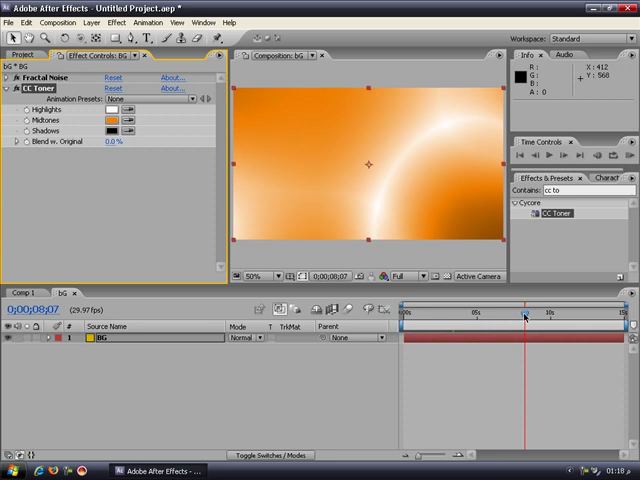 Adobe After Effects - Untitled Project.aep *
File Edit Composition Layer Effect Animation View Window Help
Workspace: Standard
Project Effect Controls: BG Composition: bG Info Audio
bG * BG
Fractal Noise Reset About...
CC Toner Reset About...
Animation Presets: None
Highlights
Midtones
Shadows
Blend w. Original 0.0 %
R :
G :
B :
A : 0
X : 412
Y : 568
Time Controls
Effects & Presets Charact
Contains: cc to
Cycore
CC Toner
50% 0;00;08;07 Full Active Camera
Comp 1 bG
0;00;08;07 (29.97fps)
:00s 05s 10s 15s
# Source Name Mode T TrkMat Parent
1 BG Normal None
Toggle Switches / Modes
Adobe After Effects - ...
01:18 م